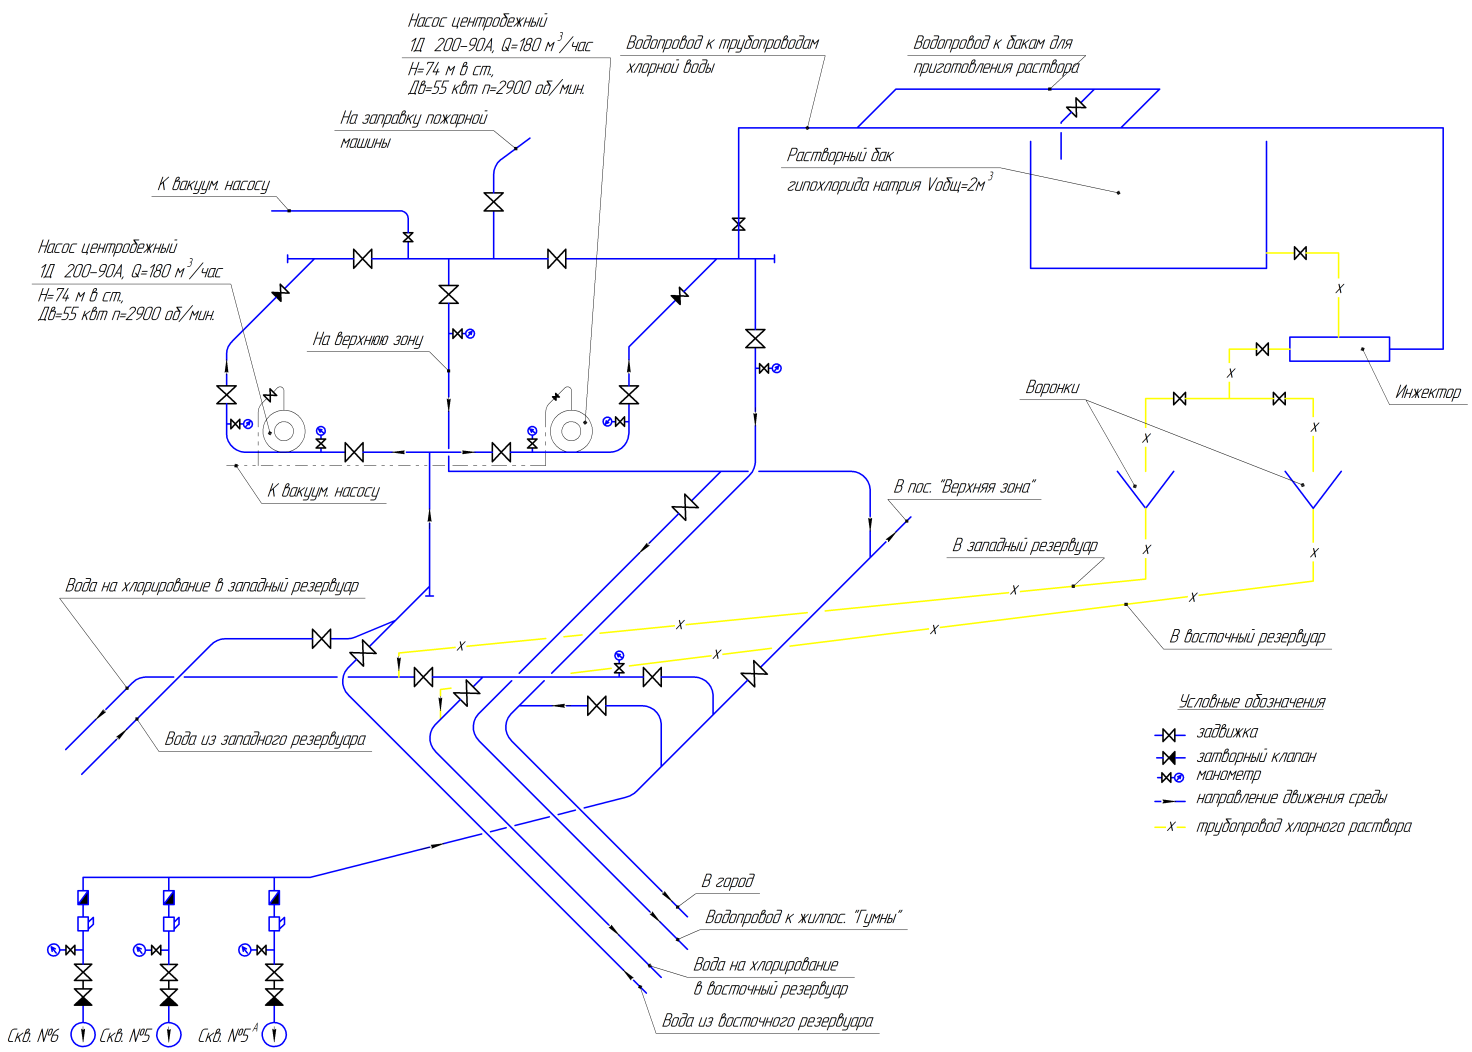 Насос центробежный
1Д 200-90А, Q=180 м³/час
Н=74 м в ст.,
Дв=55 квт n=2900 об/мин.
Водопровод к трубопроводам
хлорной воды
Водопровод к бакам для
приготовления раствора
На заправку пожарной
машины
Растворный бак
гипохлорида натрия Vобщ=2м³
К вакуум. насосу
Насос центробежный
1Д 200-90А, Q=180 м³/час
Н=74 м в ст.,
Дв=55 квт n=2900 об/мин.
X
На верхнюю зону
X
Воронки
Инжектор
X
X
К вакуум. насосу
В пос. "Верхняя зона"
В западный резервуар
X
X
Вода на хлорирование в западный резервуар
X
X
X
X
В восточный резервуар
X
X
Вода из западного резервуара
Условные обозначения
задвижка
затворный клапан
манометр
направление движения среды
X
трубопровод хлорного раствора
В город
Водопровод к жилпос. "Гумны"
Вода на хлорирование
в восточный резервуар
Вода из восточного резервуара
Скв. №6
Скв. №5
Скв. №5А